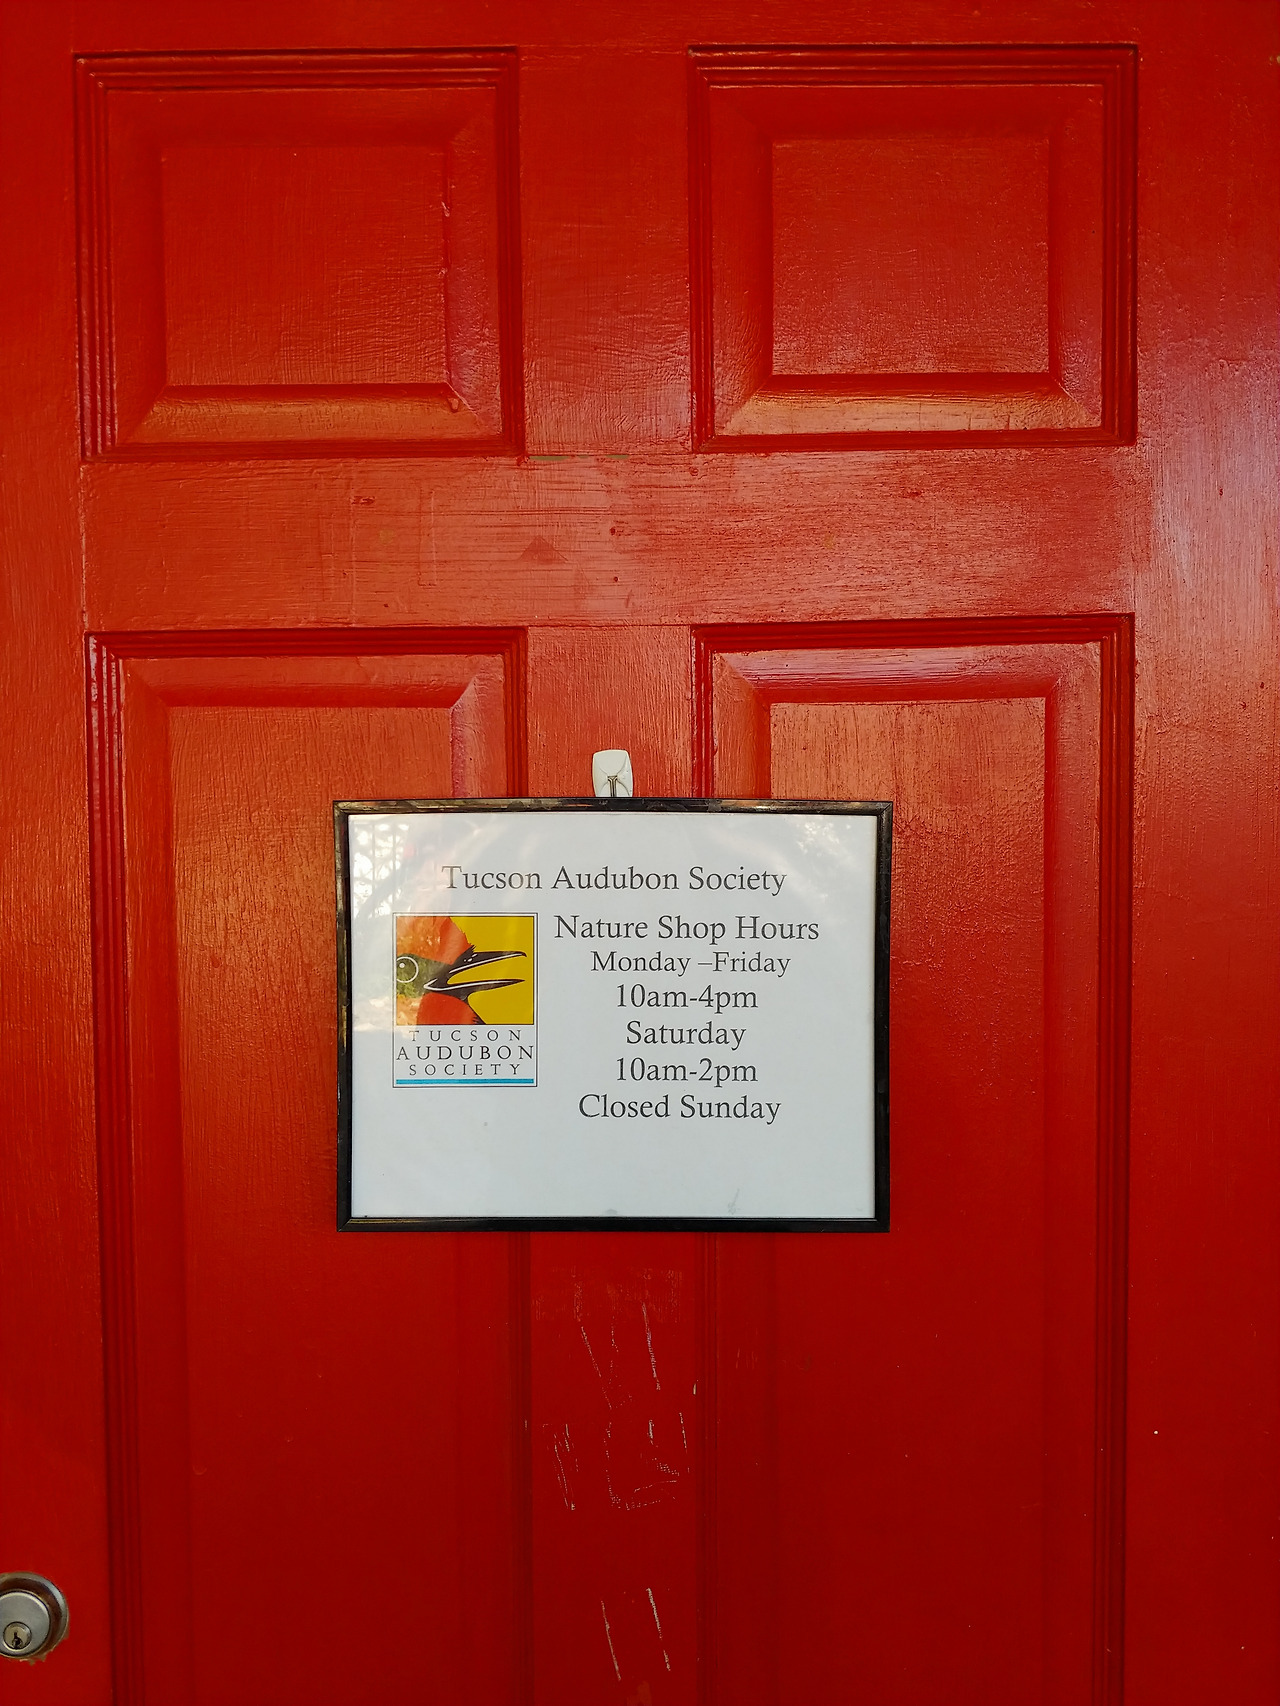 Tucson Audubon Society
Nature Shop Hours
Monday –Friday
10am-4pm
Saturday
10am-2pm
Closed Sunday
TUCSON
AUDUBON
SOCIETY